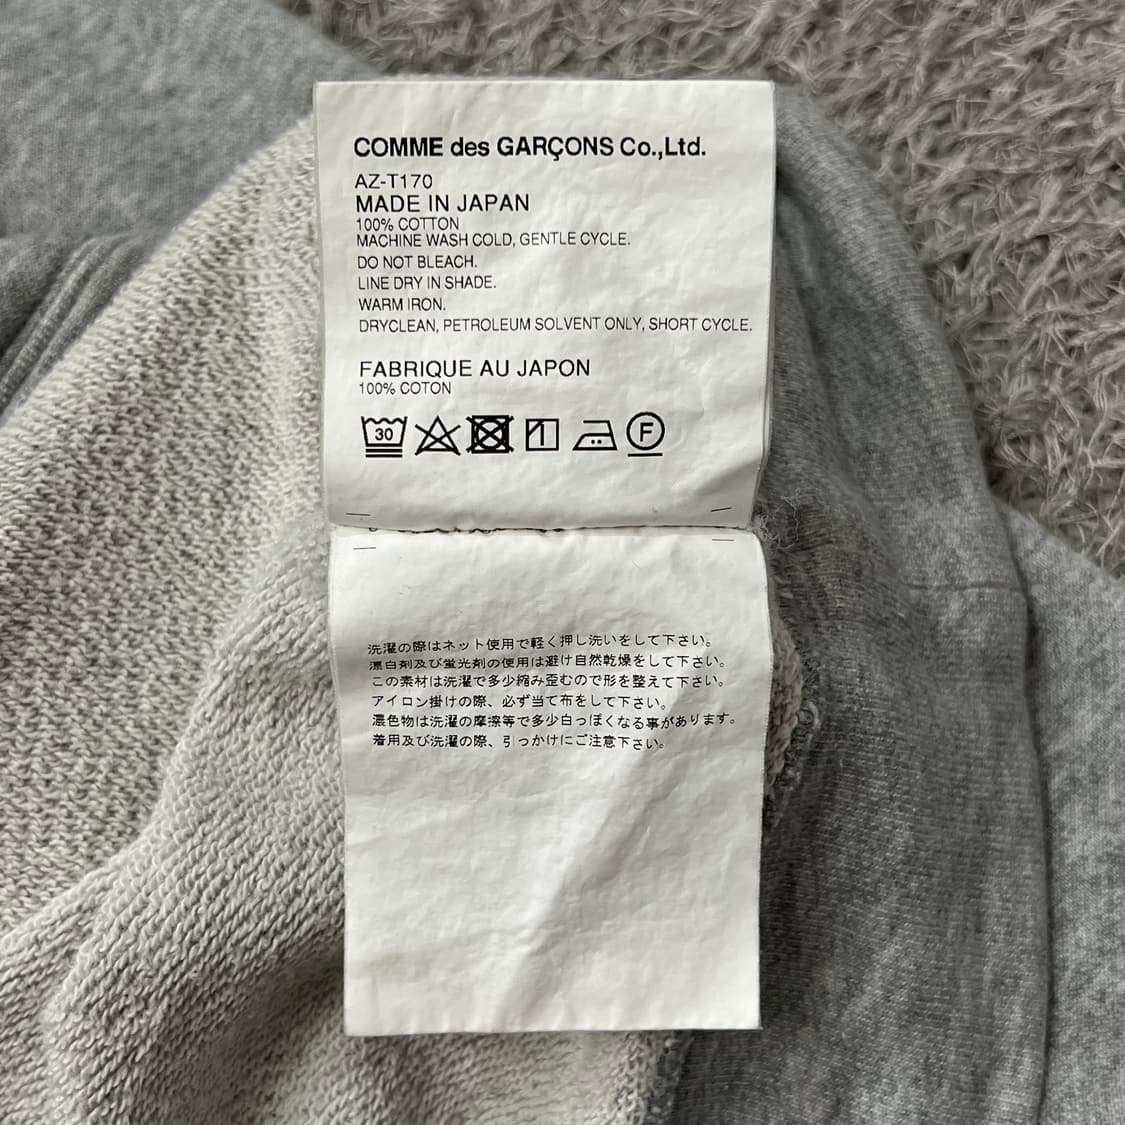 COMME des GARÇONS Co.,Ltd.
AZ-T170
MADE IN JAPAN
100% COTTON
MACHINE WASH COLD, GENTLE CYCLE.
DO NOT BLEACH.
LINE DRY IN SHADE.
WARM IRON.
DRYCLEAN, PETROLEUM SOLVENT ONLY, SHORT CYCLE.
FABRIQUE AU JAPON
100% COTON
30 F
洗濯の際はネット使用で軽く押し洗いをして下さい。
漂白剤及び蛍光剤の使用は避け自然乾燥をして下さい。
この素材は洗濯で多少縮み歪むので形を整えて下さい。
アイロン掛けの際、必ず当て布をして下さい。
濃色物は洗濯の摩擦等で多少白っぽくなる事があります。
着用及び洗濯の際、引っかけにご注意下さい。